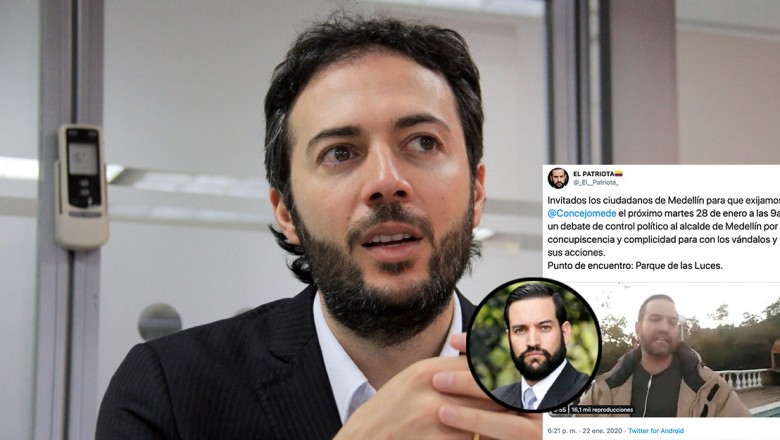 EL PATRIOTA🇨🇴
@_El__Patriota_
Invitados los ciudadanos de Medellín para que exijamos
@Concejomede el próximo martes 28 de enero a las 9a
un debate de control político al alcalde de Medellín por
concupiscencia y complicidad para con los vándalos y
sus acciones.
Punto de encuentro: Parque de las Luces.
16,1 mil reproducciones
6:21 p. m. · 22 ene. 2020 · Twitter for Android